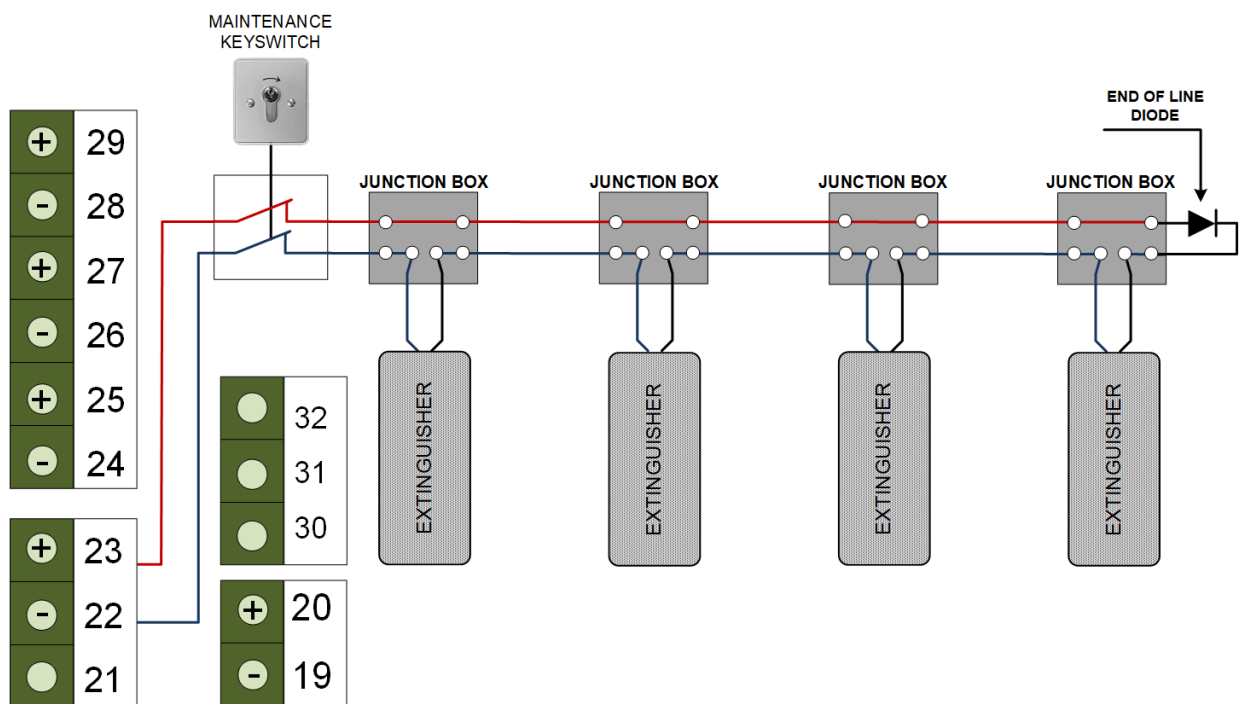 MAINTENANCE
KEYSWITCH
END OF LINE
DIODE
+ 29
- 28
+ 27
- 26
+ 25
- 24
JUNCTION BOX
JUNCTION BOX
JUNCTION BOX
JUNCTION BOX
32
31
30
EXTINGUISHER
EXTINGUISHER
EXTINGUISHER
EXTINGUISHER
+ 23
- 22
21
+ 20
- 19